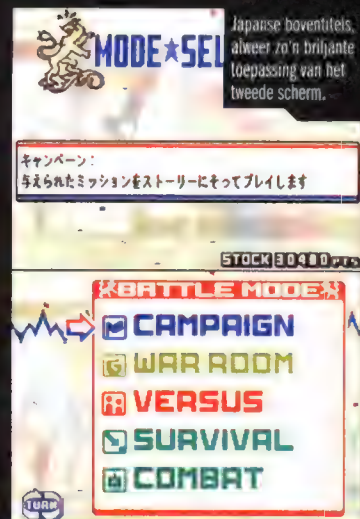 MODE★SEL
Japanse boventitels,
alweer zo'n briljante
toepassing van het
tweede scherm.
キャンペーン：
与えられたミッションをストーリーにそってプレイします
STOCK 30400 PTS
BATTLE MODE
CAMPAIGN
WAR ROOM
VERSUS
SURVIVAL
COMBAT
TURN